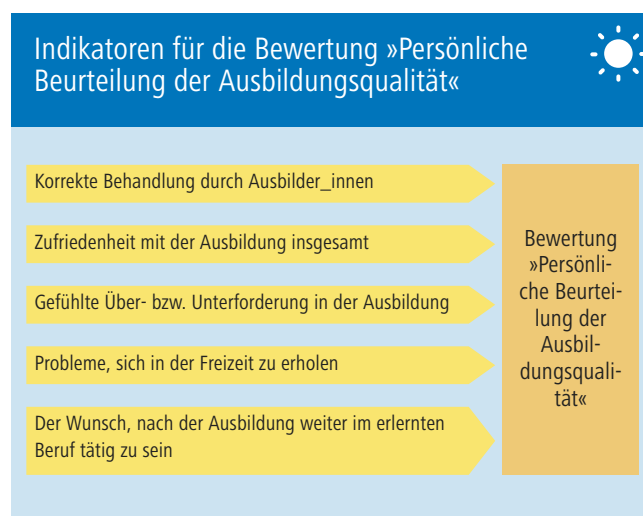 Indikatoren für die Bewertung »Persönliche
Beurteilung der Ausbildungsqualität«
Korrekte Behandlung durch Ausbilder_innen
Zufriedenheit mit der Ausbildung insgesamt
Gefühlte Über- bzw. Unterforderung in der Ausbildung
Probleme, sich in der Freizeit zu erholen
Der Wunsch, nach der Ausbildung weiter im erlernten
Beruf tätig zu sein
Bewertung
»Persönli-
che Beurtei-
lung der
Ausbil-
dungsquali-
tät«